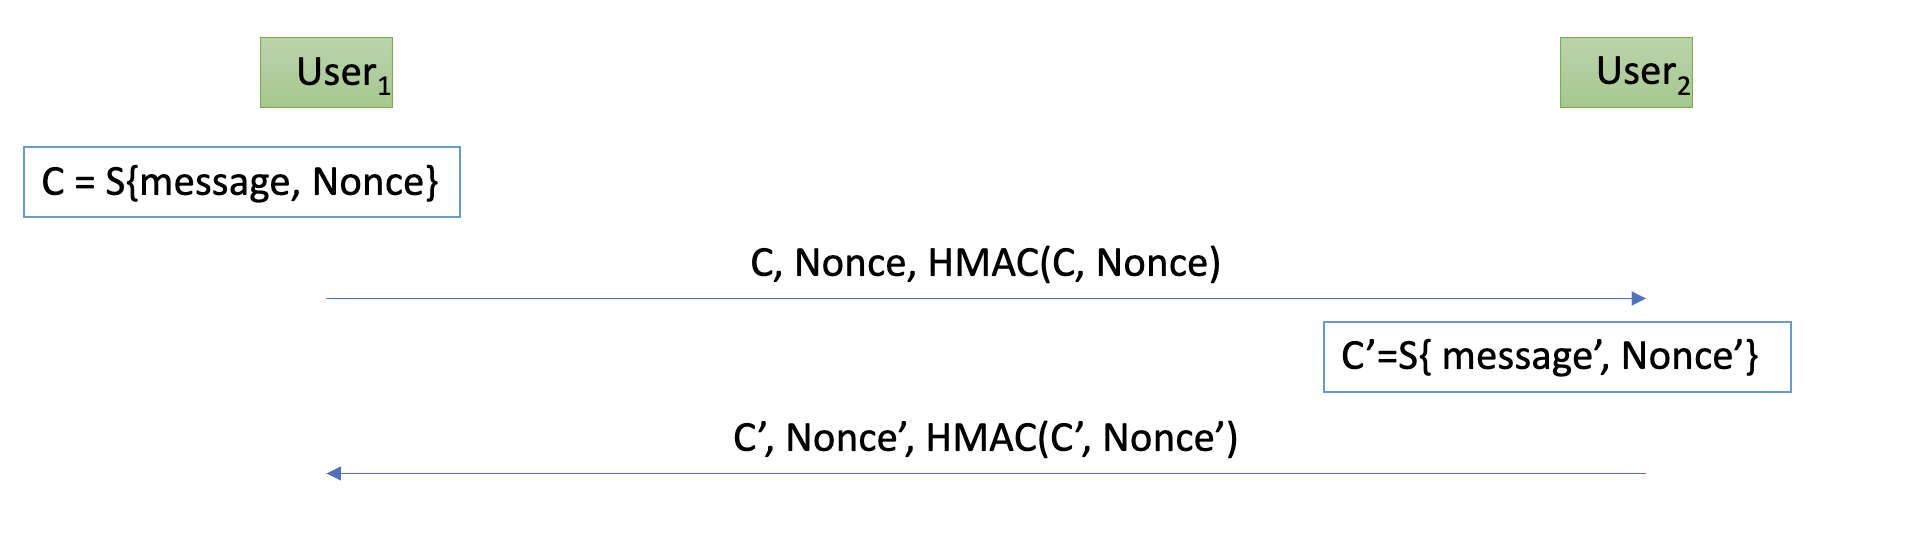 User₁
User₂
C = S{message, Nonce}
C, Nonce, HMAC(C, Nonce)
C’=S{ message’, Nonce’}
C’, Nonce’, HMAC(C’, Nonce’)